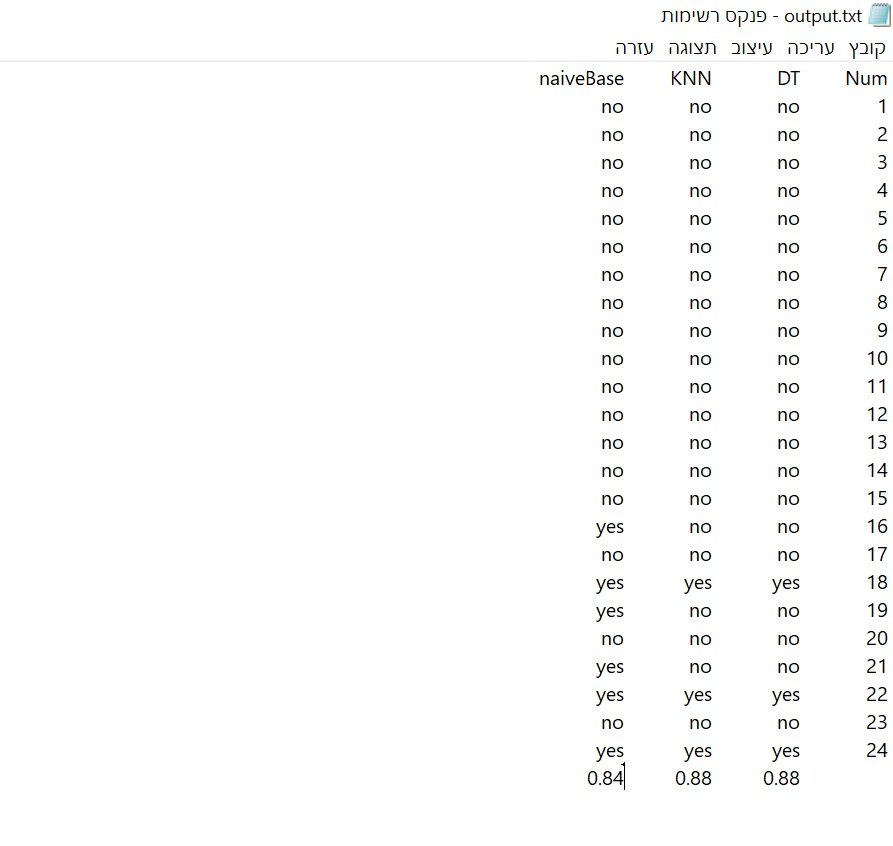 output.txt - פנקס רשימות
קובץ עריכה עיצוב תצוגה עזרה
Num DT KNN naiveBase
1 no no no
2 no no no
3 no no no
4 no no no
5 no no no
6 no no no
7 no no no
8 no no no
9 no no no
10 no no no
11 no no no
12 no no no
13 no no no
14 no no no
15 no no no
16 no no yes
17 no no no
18 yes yes yes
19 no no yes
20 no no no
21 no no yes
22 yes yes yes
23 no no no
24 yes yes yes
0.88 0.88 0.84